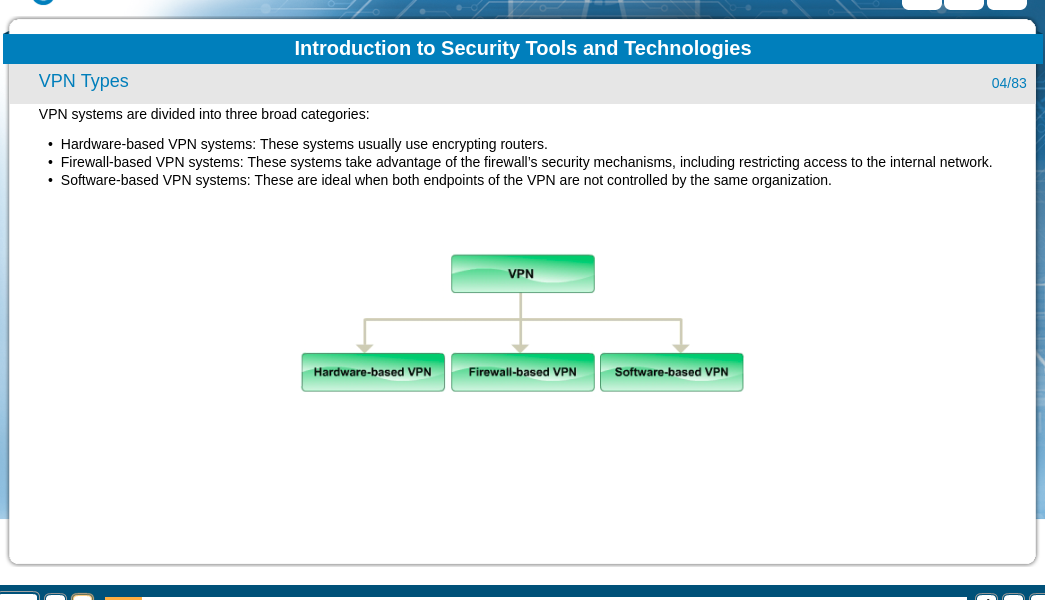 Introduction to Security Tools and Technologies
VPN Types
04/83
VPN systems are divided into three broad categories:
• Hardware-based VPN systems: These systems usually use encrypting routers.
• Firewall-based VPN systems: These systems take advantage of the firewall’s security mechanisms, including restricting access to the internal network.
• Software-based VPN systems: These are ideal when both endpoints of the VPN are not controlled by the same organization.
VPN
Hardware-based VPN
Firewall-based VPN
Software-based VPN